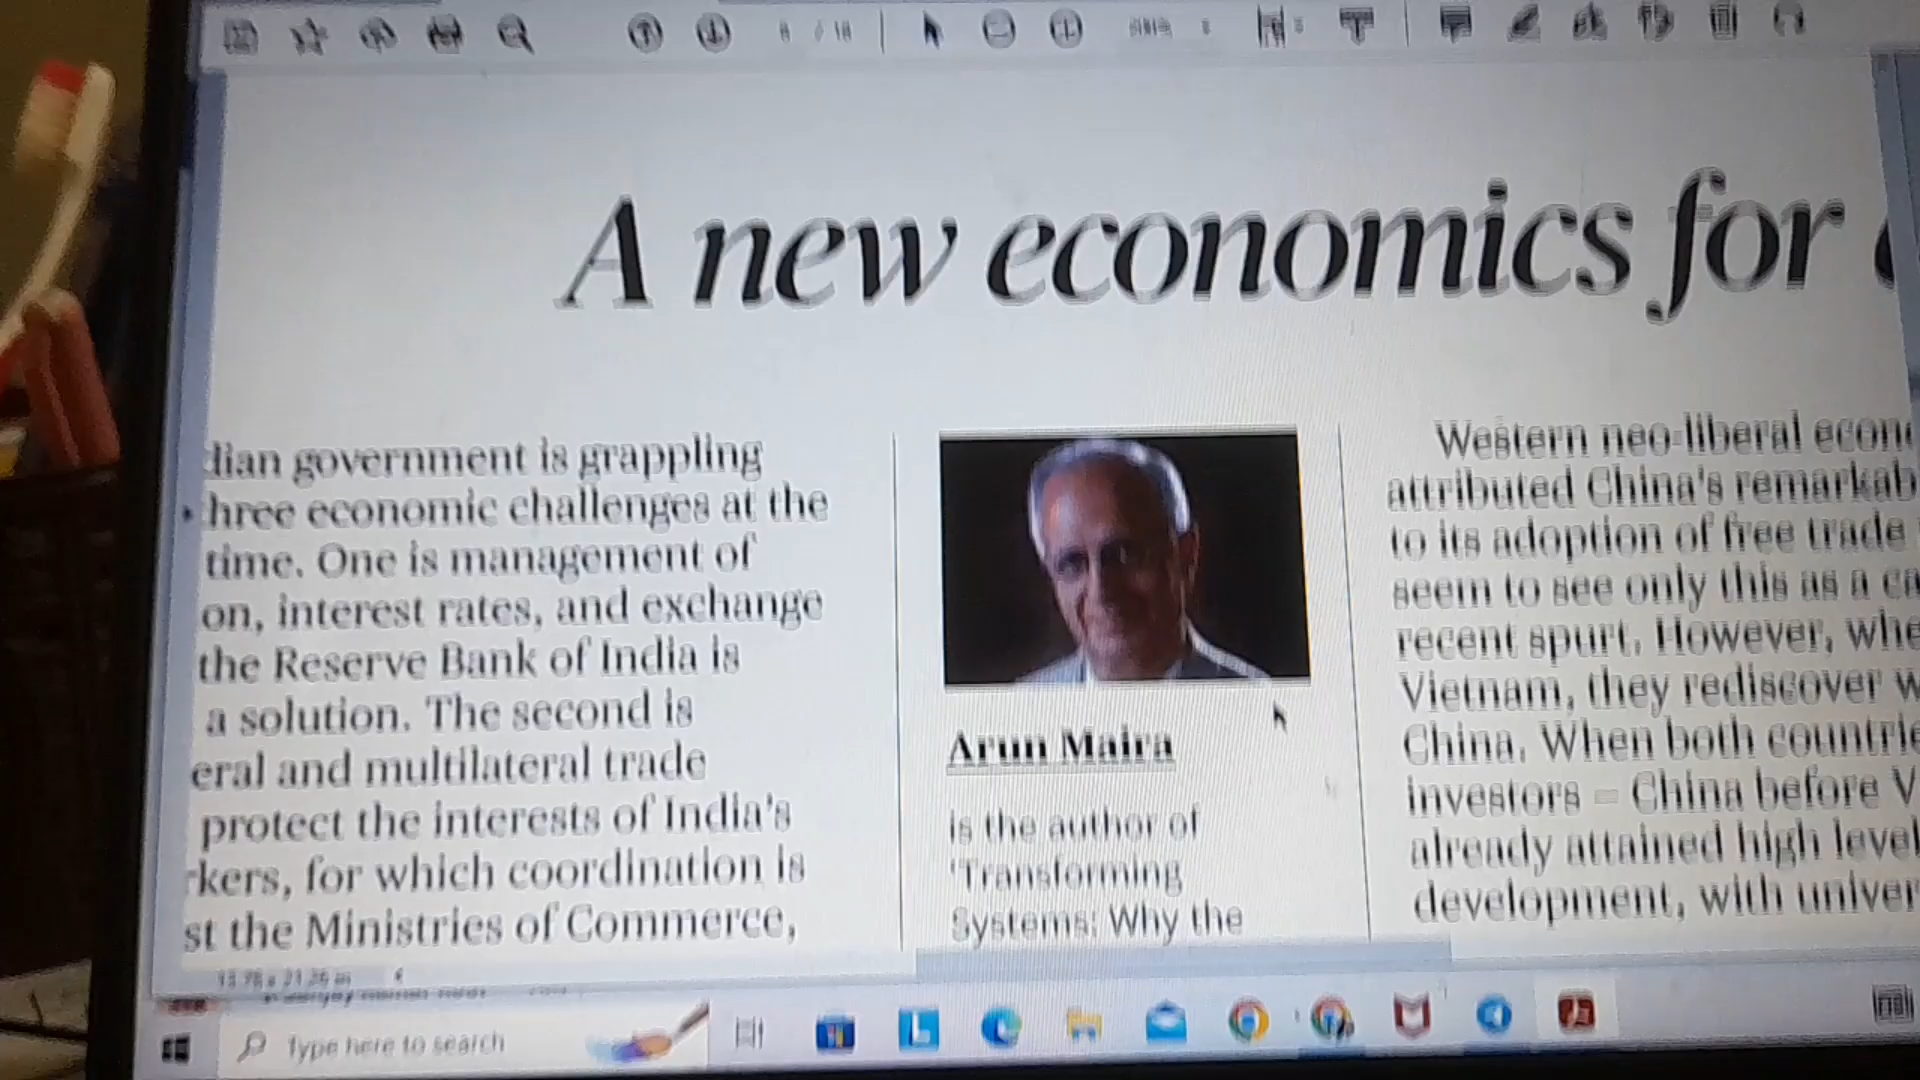 A new economics for
dian government is grappling
hree economic challenges at the
time. One is management of
on, interest rates, and exchange
the Reserve Bank of India is
a solution. The second is
eral and multilateral trade
protect the interests of India's
kers, for which coordination is
st the Ministries of Commerce,
Arun Maira
is the author of
'Transforming
Systems: Why the
Western neo-liberal econ
attributed China's remarkab
to its adoption of free trade
seem to see only this as a ca
recent spurt. However, whe
Vietnam, they rediscover w
China. When both countrie
investors – China before V
already attained high level
development, with univer
Type here to search